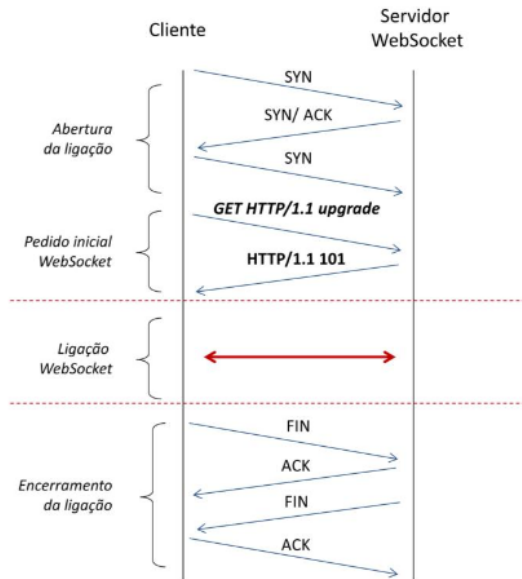 Cliente
Servidor
WebSocket
SYN
SYN/ ACK
Abertura
da ligação
SYN
GET HTTP/1.1 upgrade
Pedido inicial
WebSocket
HTTP/1.1 101
Ligação
WebSocket
FIN
ACK
Encerramento
da ligação
FIN
ACK